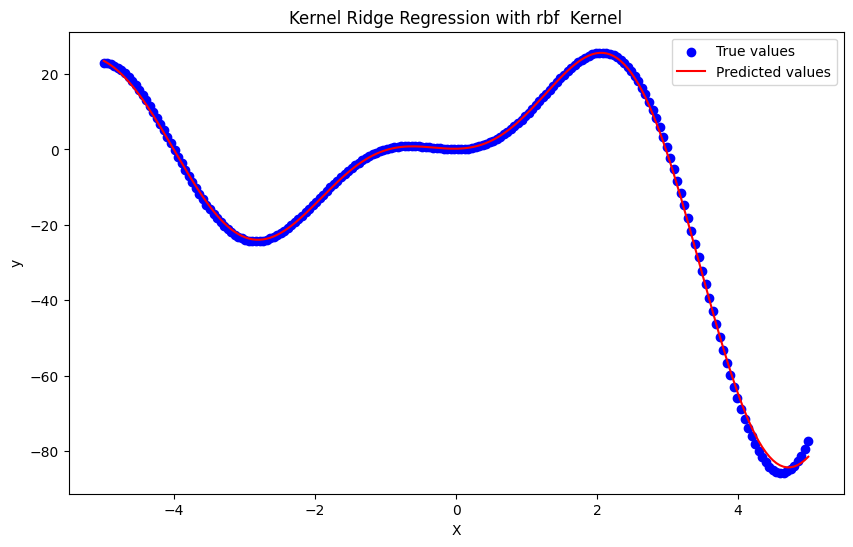 Kernel Ridge Regression with rbf  Kernel
True values
Predicted values
20
0
−20
−40
−60
−80
y
−4
−2
0
2
4
X